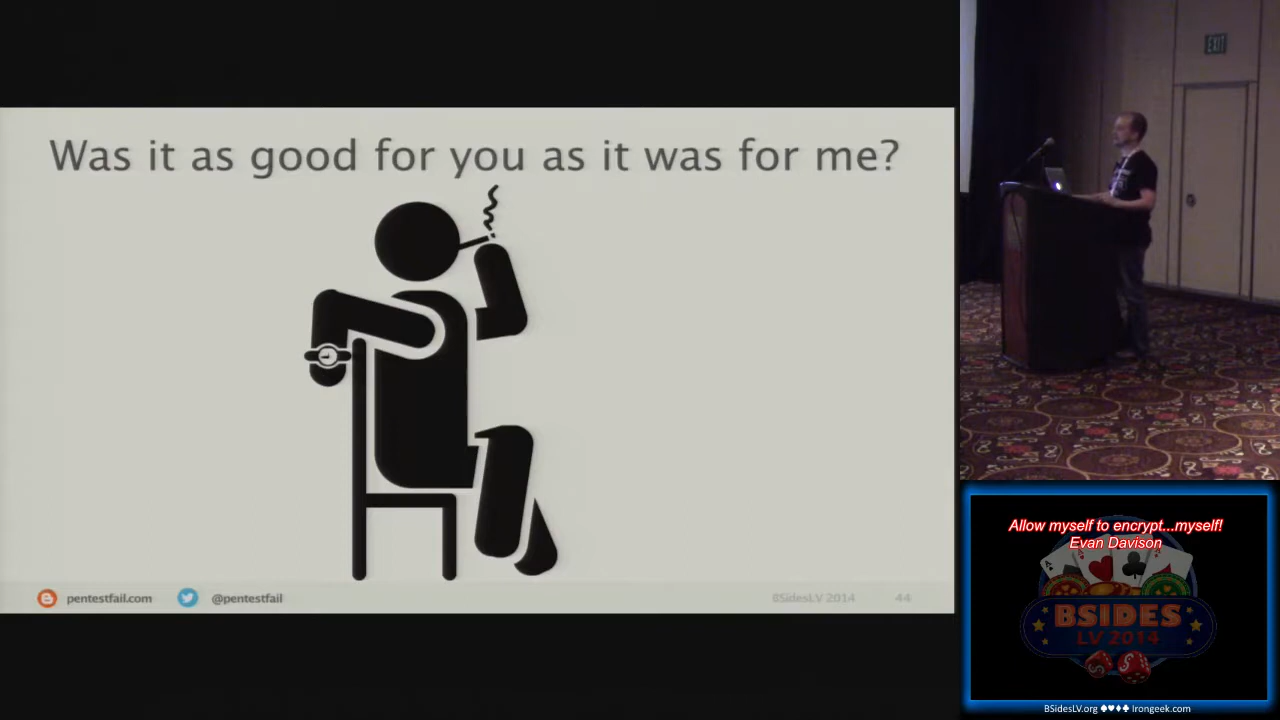 Was it as good for you as it was for me?
pentestfail.com
@pentestfail
BSidesLV 2014
44
EXIT
Allow myself to encrypt...myself!
Evan Davison
BSIDES
LV 2014
BSidesLV.org ♠♥♦♣ Irongeek.com